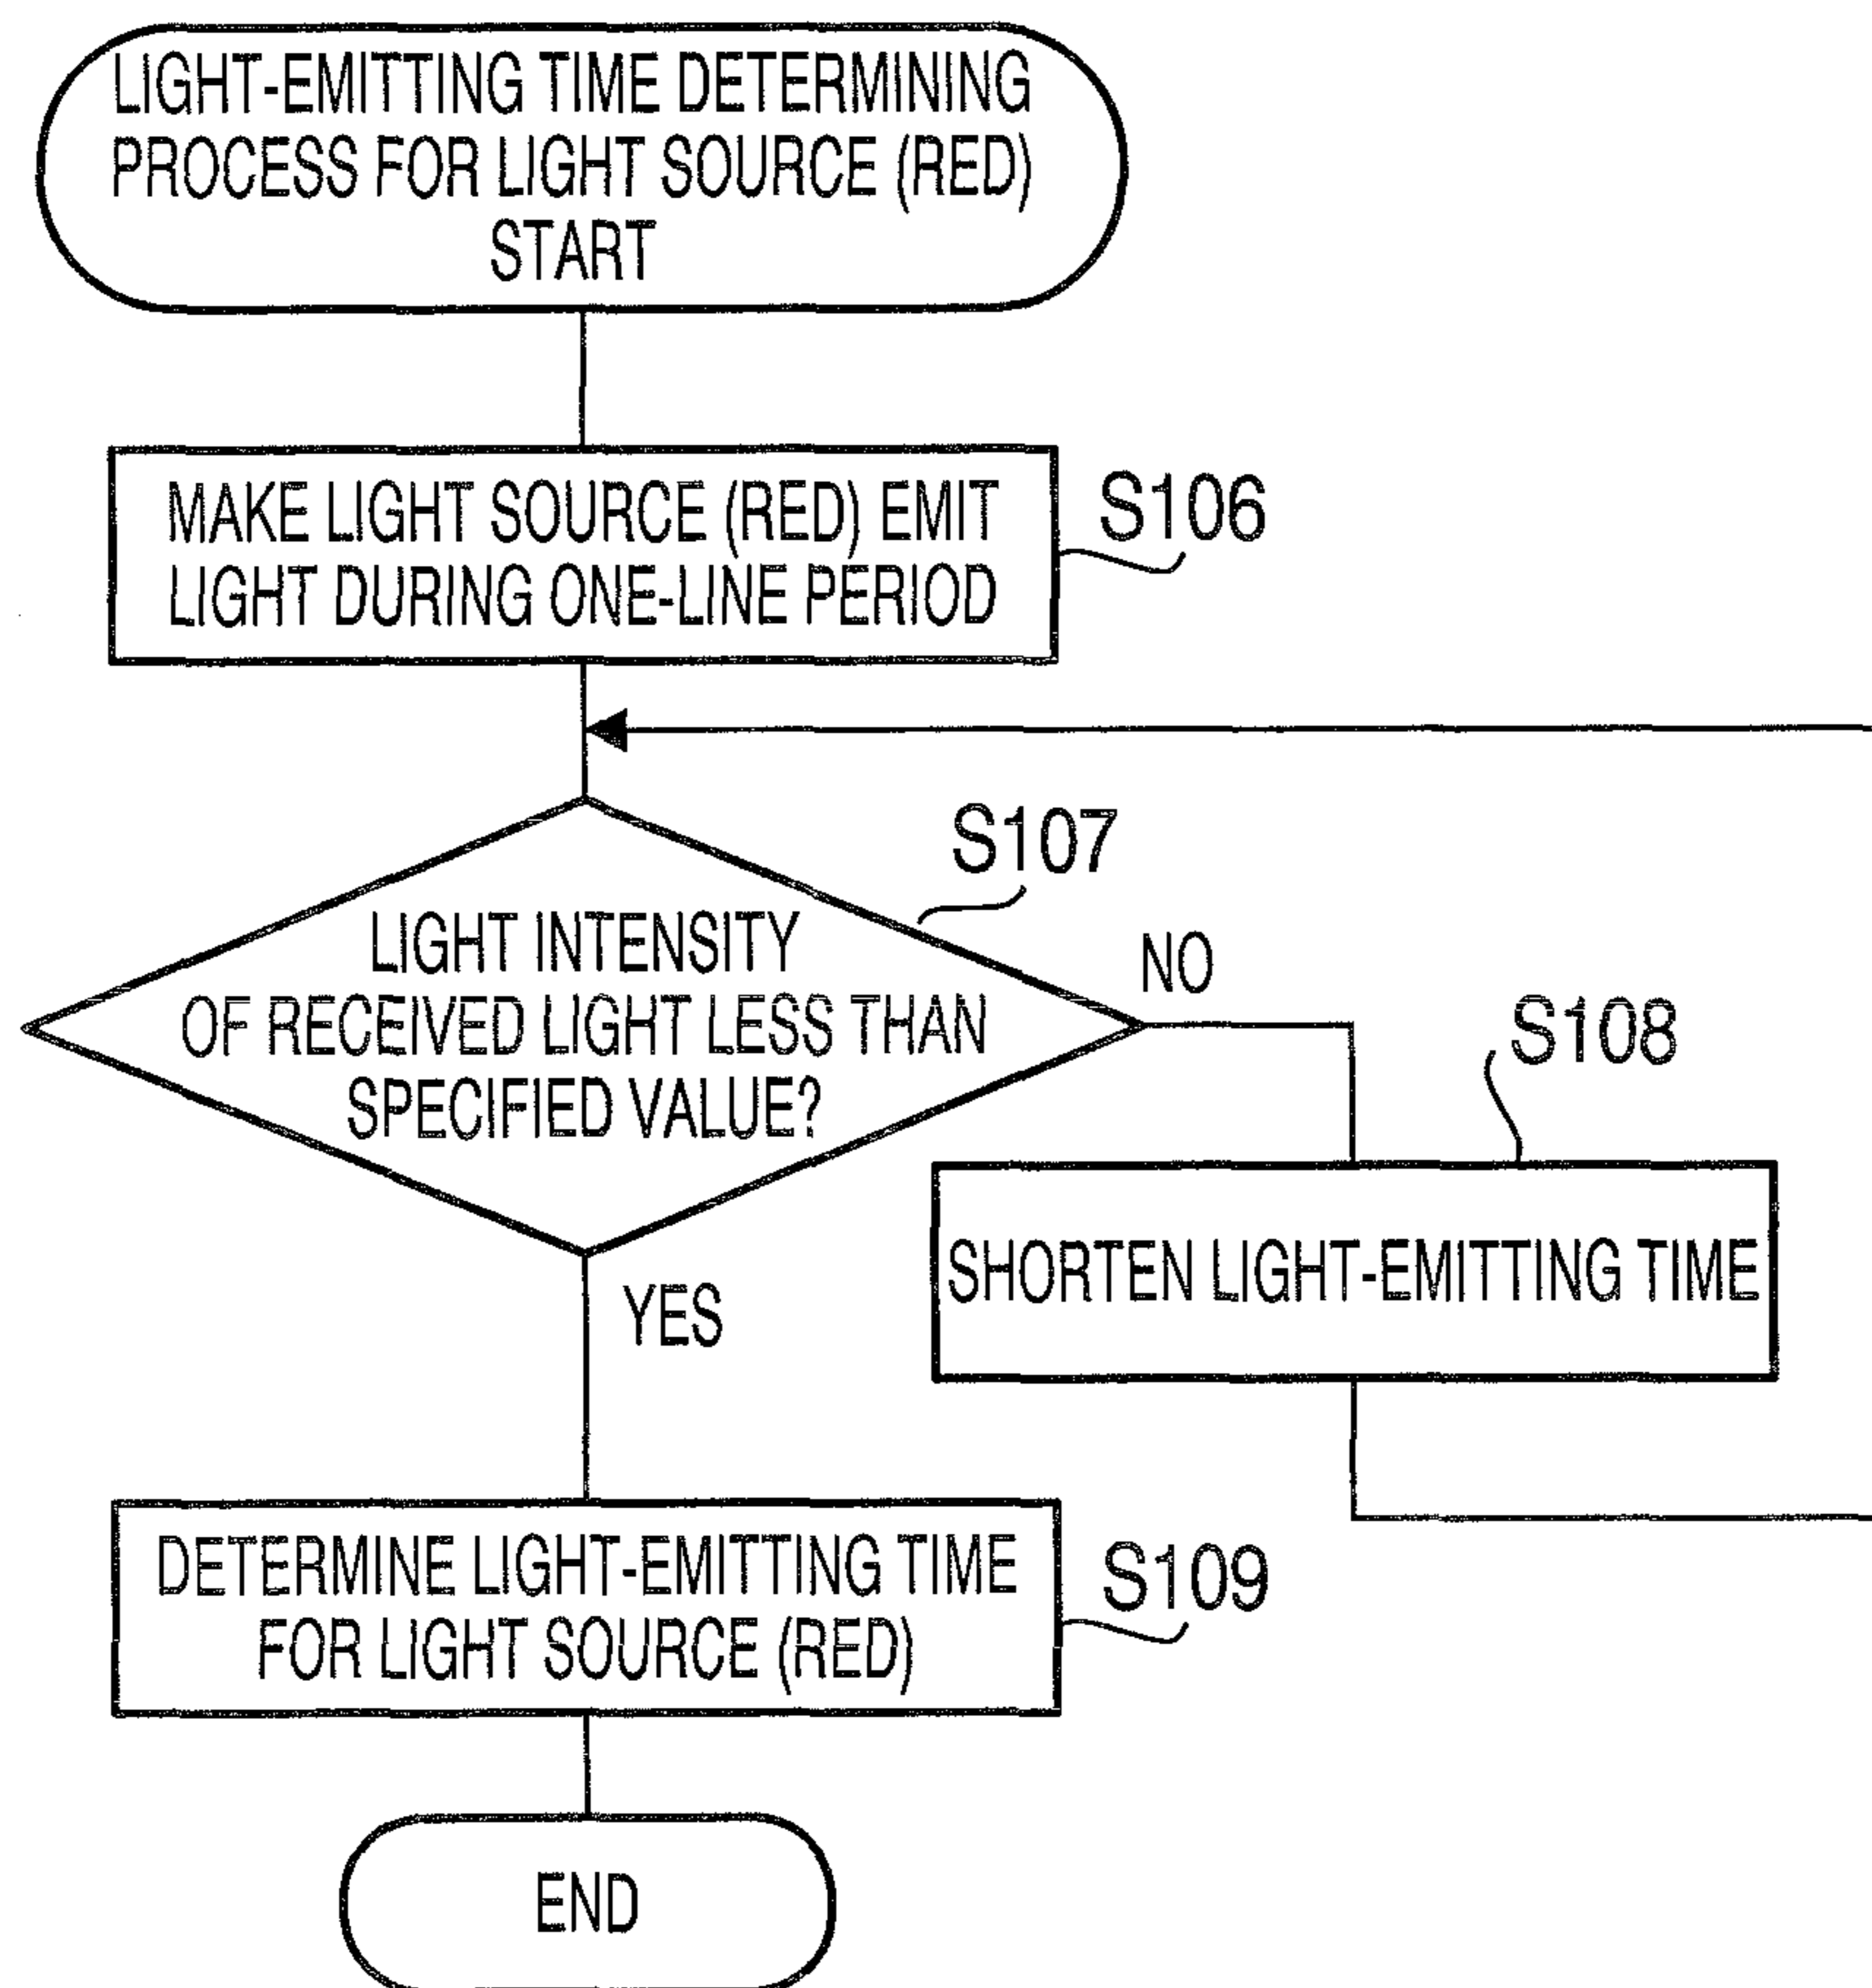 LIGHT-EMITTING TIME DETERMINING
PROCESS FOR LIGHT SOURCE (RED)
START
MAKE LIGHT SOURCE (RED) EMIT
LIGHT DURING ONE-LINE PERIOD
S106
S107
LIGHT INTENSITY
OF RECEIVED LIGHT LESS THAN
SPECIFIED VALUE?
NO
S108
SHORTEN LIGHT-EMITTING TIME
YES
DETERMINE LIGHT-EMITTING TIME
FOR LIGHT SOURCE (RED)
S109
END